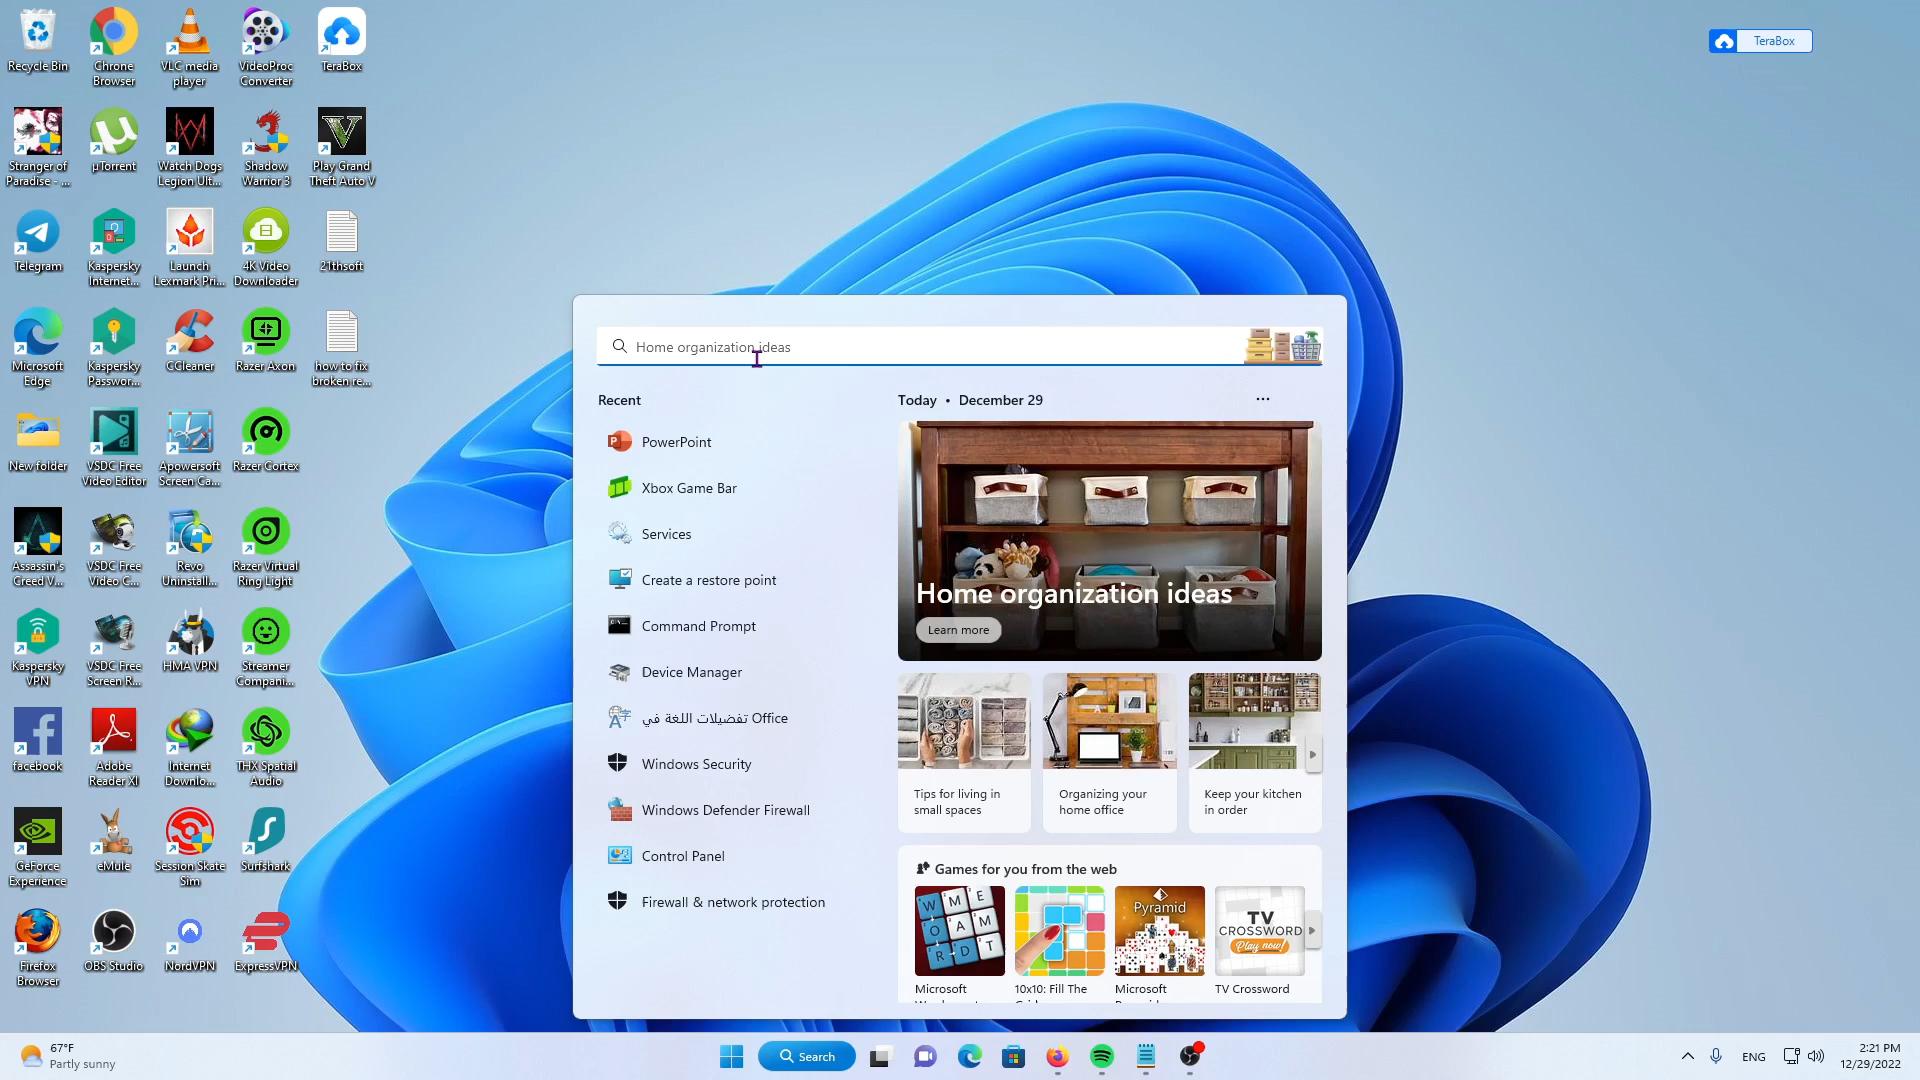 Recycle Bin
Chrome
Browser
VLC media
player
VideoProc
Converter
TeraBox
TeraBox
Stranger of
Paradise - ...
µTorrent
Watch Dogs
Legion Ult...
Shadow
Warrior 3
Play Grand
Theft Auto V
Telegram
Kaspersky
Internet...
Launch
Lexmark Pri...
4K Video
Downloader
21thsoft
Microsoft
Edge
Kaspersky
Passwor...
CCleaner
Razer Axon
how to fix
broken re...
New folder
VSDC Free
Video Editor
Apowersoft
Screen Ca...
Razer Cortex
Assassin's
Creed V...
VSDC Free
Video C...
Revo
Uninstall...
Razer Virtual
Ring Light
Kaspersky
VPN
VSDC Free
Screen R...
HMA VPN
Streamer
Compani...
facebook
Adobe
Reader XI
Internet
Downlo...
THX Spatial
Audio
GeForce
Experience
eMule
Session Skate
Sim
Surfshark
Firefox
Browser
OBS Studio
NordVPN
ExpressVPN
Home organization ideas
Recent
PowerPoint
Xbox Game Bar
Services
Create a restore point
Command Prompt
Device Manager
تفضيلات اللغة في Office
Windows Security
Windows Defender Firewall
Control Panel
Firewall & network protection
Today • December 29
Home organization ideas
Learn more
Tips for living in
small spaces
Organizing your
home office
Keep your kitchen
in order
Games for you from the web
W M E
O A M
R D T
Pyramid
TV
CROSSWORD
Play now!
Microsoft
10x10: Fill The
Microsoft
TV Crossword
67°F
Partly sunny
Search
ENG
2:21 PM
12/29/2022